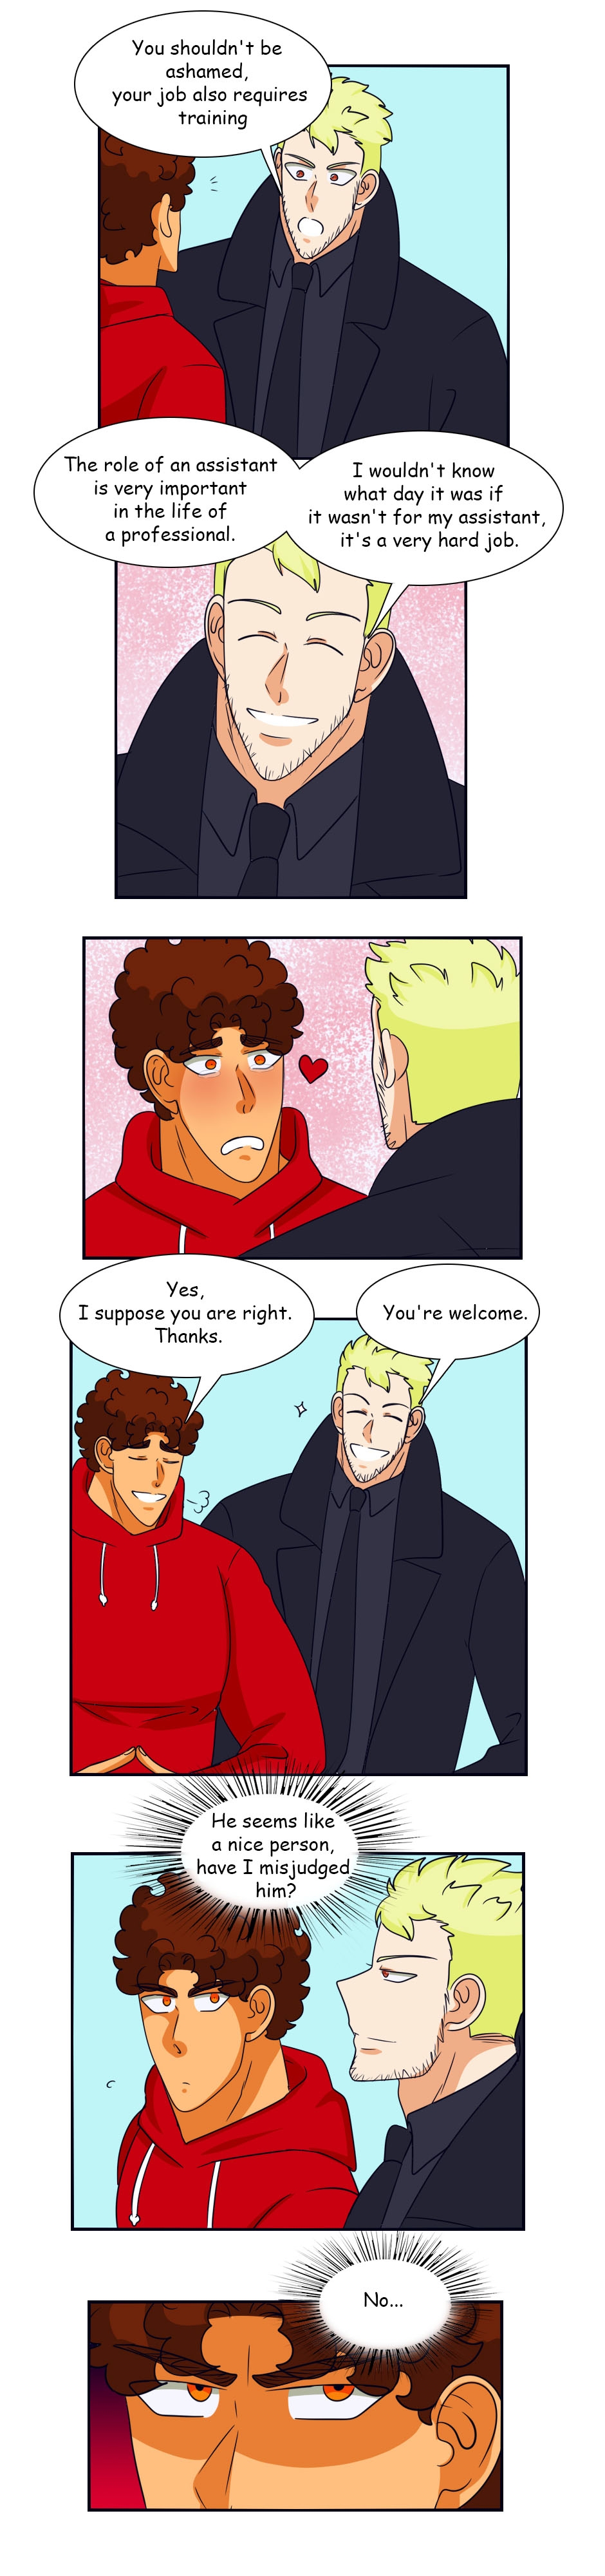 You shouldn't be
ashamed,
your job also requires
training
The role of an assistant
is very important
in the life of
a professional.
I wouldn't know
what day it was if
it wasn't for my assistant,
it's a very hard job.
Yes,
I suppose you are right.
Thanks.
You're welcome.
He seems like
a nice person,
have I misjudged
him?
No...